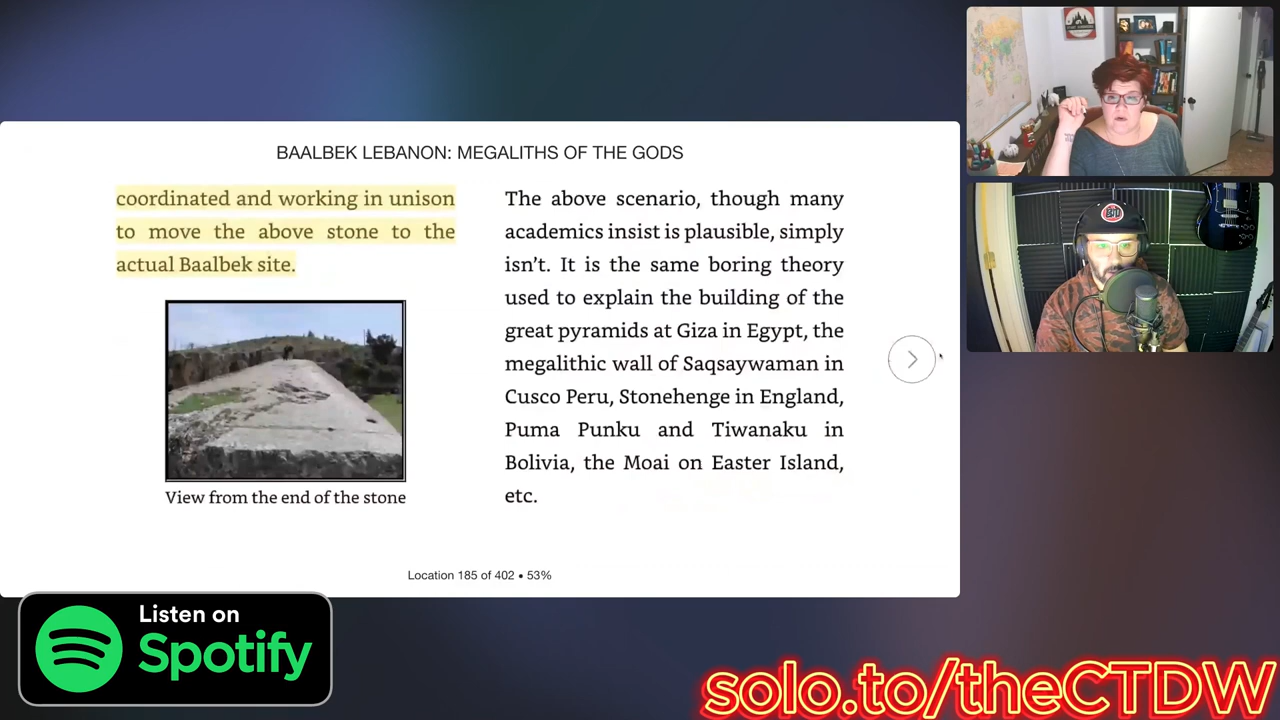 BAALBEK LEBANON: MEGALITHS OF THE GODS
coordinated and working in unison
to move the above stone to the
actual Baalbek site.
View from the end of the stone
The above scenario, though many
academics insist is plausible, simply
isn’t. It is the same boring theory
used to explain the building of the
great pyramids at Giza in Egypt, the
megalithic wall of Saqsaywaman in
Cusco Peru, Stonehenge in England,
Puma Punku and Tiwanaku in
Bolivia, the Moai on Easter Island,
etc.
Location 185 of 402 • 53%
Listen on
Spotify
solo.to/theCTDW